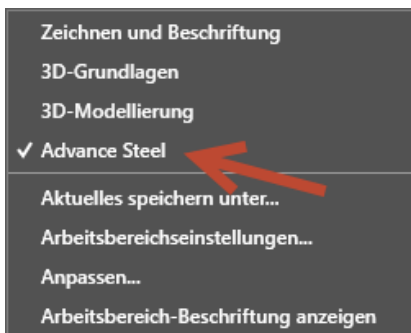 Zeichnen und Beschriftung
3D-Grundlagen
3D-Modellierung
Advance Steel
Aktuelles speichern unter...
Arbeitsbereichseinstellungen...
Anpassen...
Arbeitsbereich-Beschriftung anzeigen